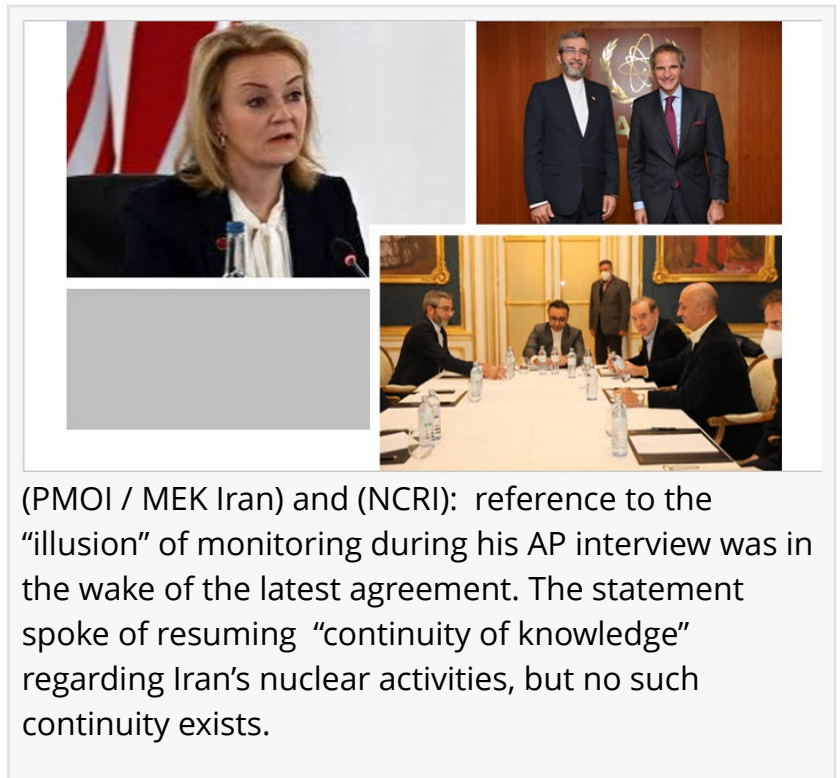 (PMOI / MEK Iran) and (NCRI):  reference to the
“illusion” of monitoring during his AP interview was in
the wake of the latest agreement. The statement
spoke of resuming  “continuity of knowledge”
regarding Iran’s nuclear activities, but no such
continuity exists.